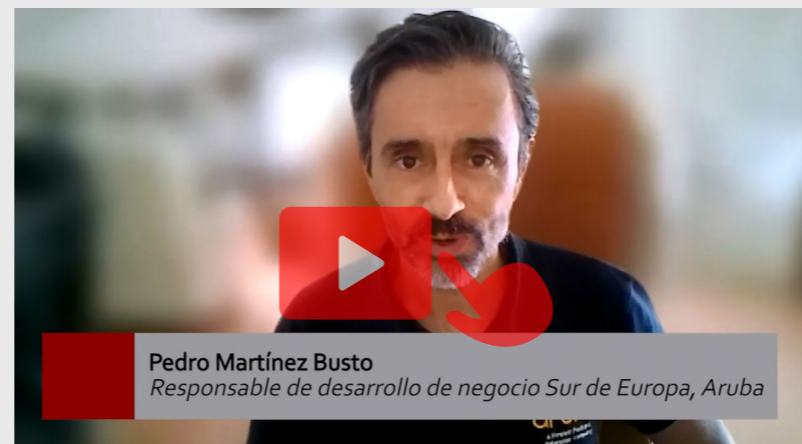 Pedro Martínez Busto
Responsable de desarrollo de negocio Sur de Europa, Aruba